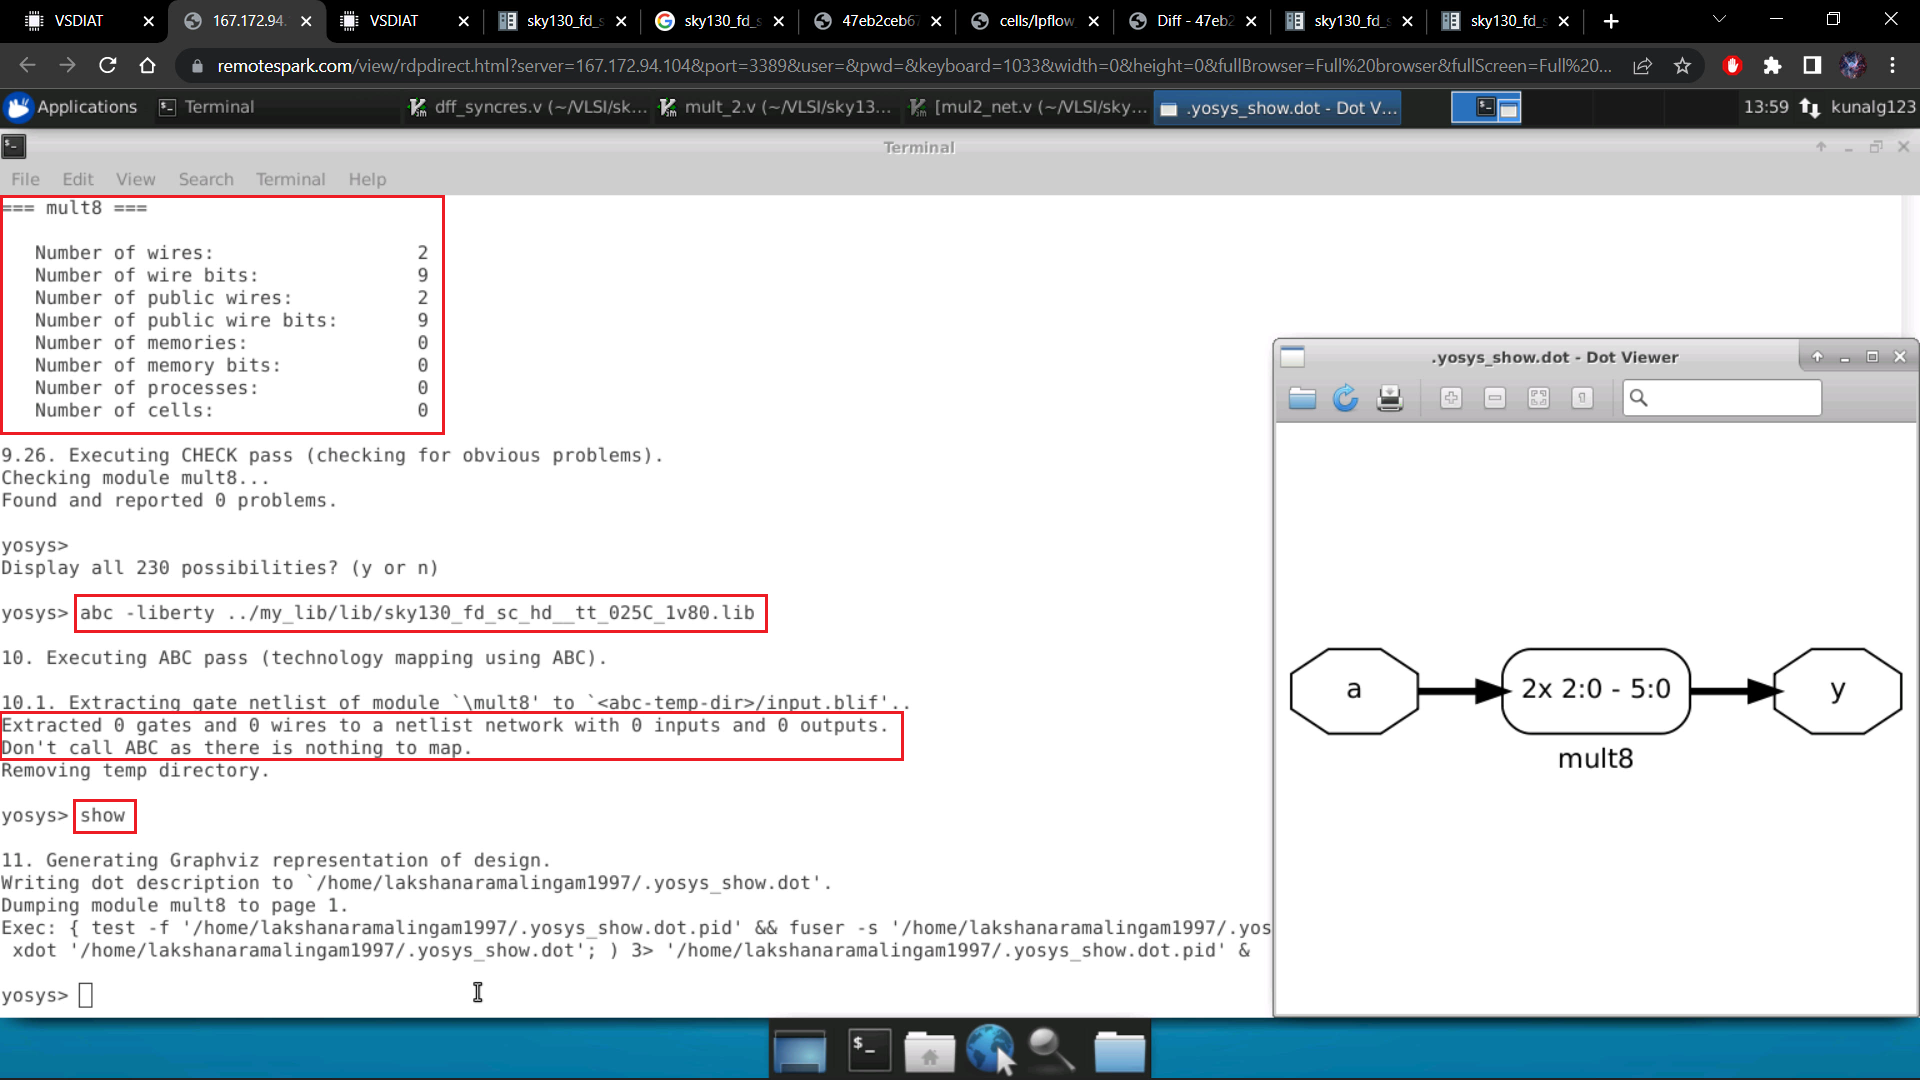 VSDIAT
167.172.94.
VSDIAT
sky130_fd_s
sky130_fd_s
47eb2ceb67
cells/lpflow
Diff - 47eb2
sky130_fd_s
sky130_fd_s
remotespark.com/view/rdpdirect.html?server=167.172.94.104&port=3389&user=&pwd=&keyboard=1033&width=0&height=0&fullBrowser=Full%20browser&fullScreen=Full%20...
Applications
Terminal
dff_syncres.v (~/VLSI/sk...
mult_2.v (~/VLSI/sky13...
[mul2_net.v (~/VLSI/sky...
.yosys_show.dot - Dot V...
13:59
kunalg123
Terminal
File Edit View Search Terminal Help
=== mult8 ===
Number of wires: 2
Number of wire bits: 9
Number of public wires: 2
Number of public wire bits: 9
Number of memories: 0
Number of memory bits: 0
Number of processes: 0
Number of cells: 0
9.26. Executing CHECK pass (checking for obvious problems).
Checking module mult8...
Found and reported 0 problems.
yosys>
Display all 230 possibilities? (y or n)
yosys> abc -liberty ../my_lib/lib/sky130_fd_sc_hd__tt_025C_1v80.lib
10. Executing ABC pass (technology mapping using ABC).
10.1. Extracting gate netlist of module `\mult8' to `<abc-temp-dir>/input.blif'..
Extracted 0 gates and 0 wires to a netlist network with 0 inputs and 0 outputs.
Don't call ABC as there is nothing to map.
Removing temp directory.
yosys> show
11. Generating Graphviz representation of design.
Writing dot description to `/home/lakshanaramalingam1997/.yosys_show.dot'.
Dumping module mult8 to page 1.
Exec: { test -f '/home/lakshanaramalingam1997/.yosys_show.dot.pid' && fuser -s '/home/lakshanaramalingam1997/.yos
xdot '/home/lakshanaramalingam1997/.yosys_show.dot'; ) 3> '/home/lakshanaramalingam1997/.yosys_show.dot.pid' &
yosys>
.yosys_show.dot - Dot Viewer
a
2x 2:0 - 5:0
y
mult8